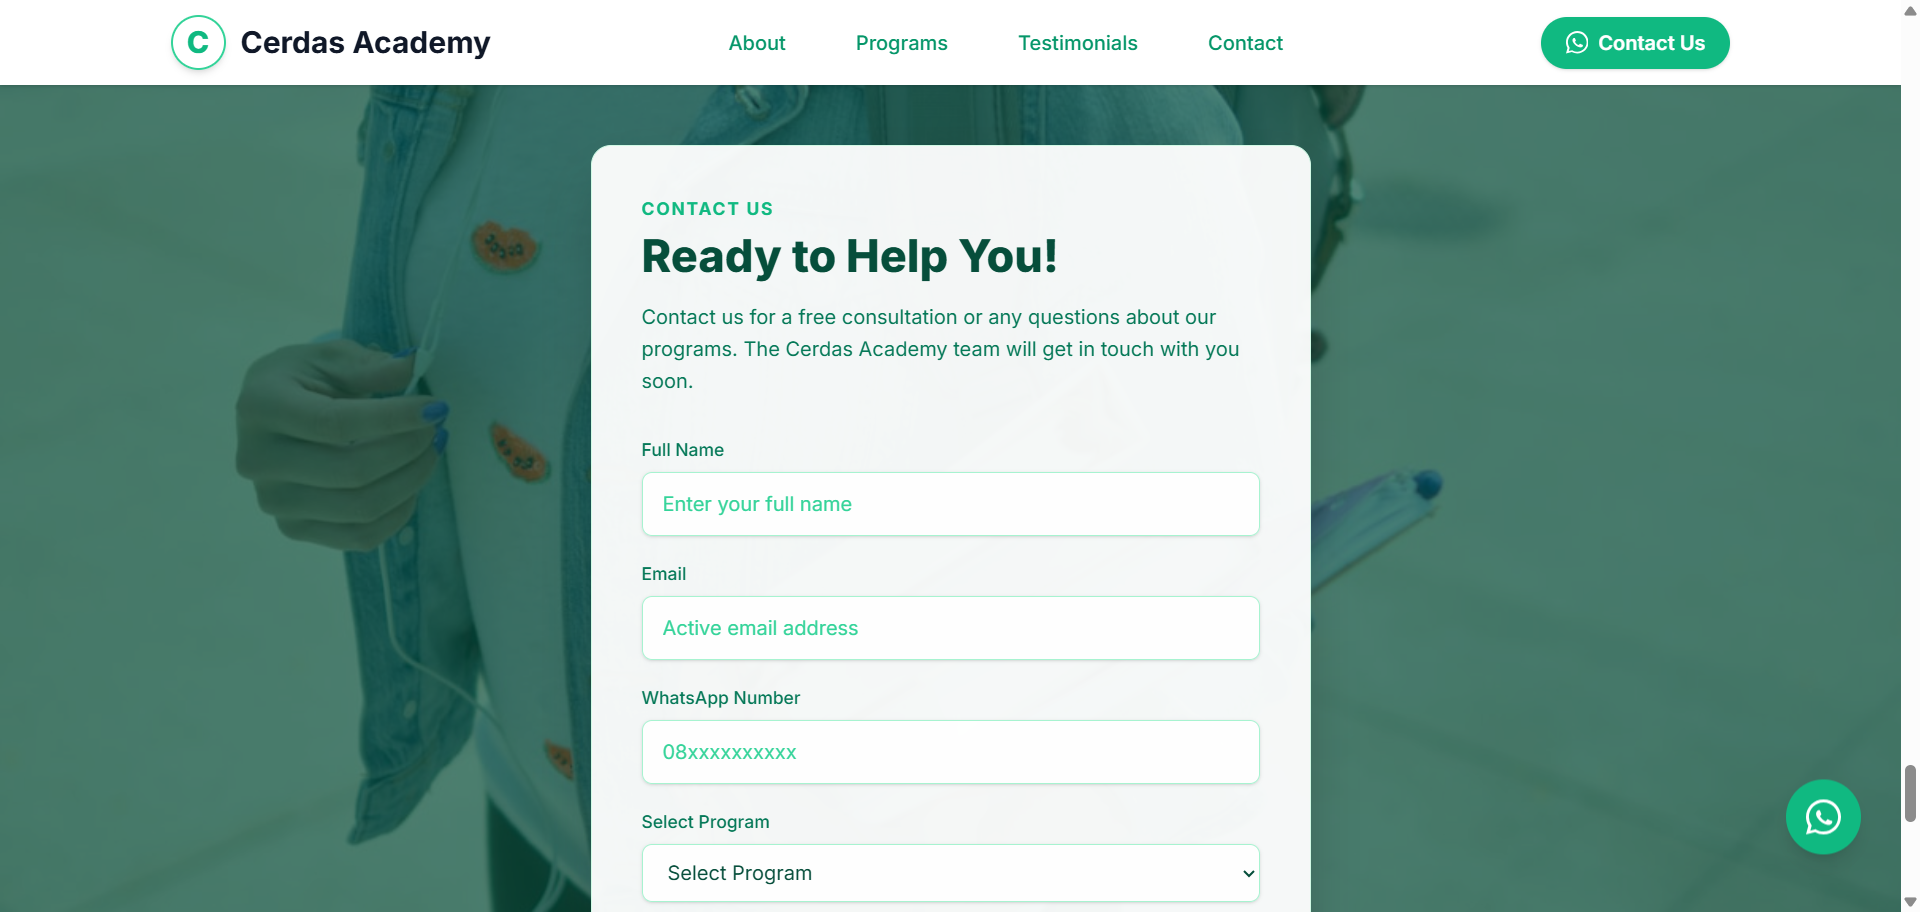 C Cerdas Academy
About
Programs
Testimonials
Contact
Contact Us
CONTACT US
Ready to Help You!
Contact us for a free consultation or any questions about our
programs. The Cerdas Academy team will get in touch with you
soon.
Full Name
Enter your full name
Email
Active email address
WhatsApp Number
08xxxxxxxxxx
Select Program
Select Program